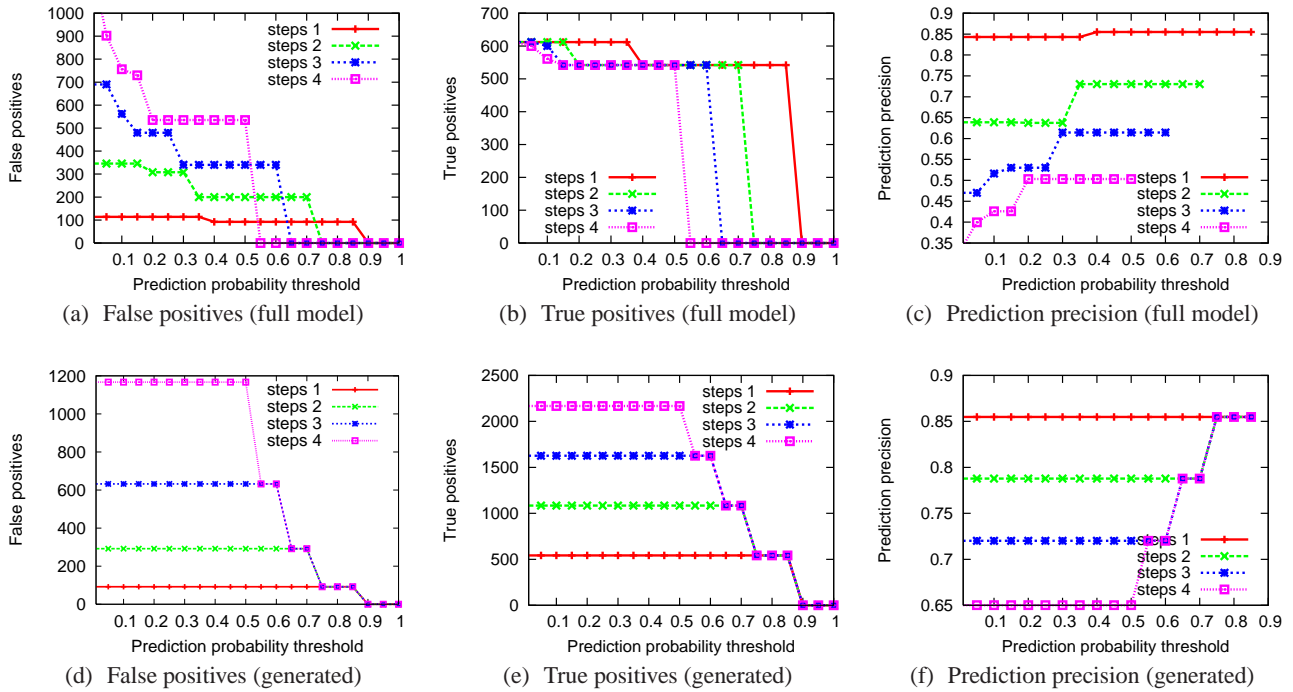 1000
900
800
700
600
500
400
300
200
100
0
False positives
steps 1
steps 2
steps 3
steps 4
0.1 0.2 0.3 0.4 0.5 0.6 0.7 0.8 0.9 1
Prediction probability threshold
(a) False positives (full model)
700
600
500
400
300
200
100
0
True positives
steps 1
steps 2
steps 3
steps 4
0.1 0.2 0.3 0.4 0.5 0.6 0.7 0.8 0.9 1
Prediction probability threshold
(b) True positives (full model)
0.9
0.85
0.8
0.75
0.7
0.65
0.6
0.55
0.5
0.45
0.4
0.35
Prediction precision
steps 1
steps 2
steps 3
steps 4
0.1 0.2 0.3 0.4 0.5 0.6 0.7 0.8 0.9
Prediction probability threshold
(c) Prediction precision (full model)
1200
1000
800
600
400
200
0
False positives
steps 1
steps 2
steps 3
steps 4
0.1 0.2 0.3 0.4 0.5 0.6 0.7 0.8 0.9 1
Prediction probability threshold
(d) False positives (generated)
2500
2000
1500
1000
500
0
True positives
steps 1
steps 2
steps 3
steps 4
0.1 0.2 0.3 0.4 0.5 0.6 0.7 0.8 0.9 1
Prediction probability threshold
(e) True positives (generated)
0.9
0.85
0.8
0.75
0.7
0.65
Prediction precision
steps 1
steps 2
steps 3
steps 4
0.1 0.2 0.3 0.4 0.5 0.6 0.7 0.8 0.9
Prediction probability threshold
(f) Prediction precision (generated)